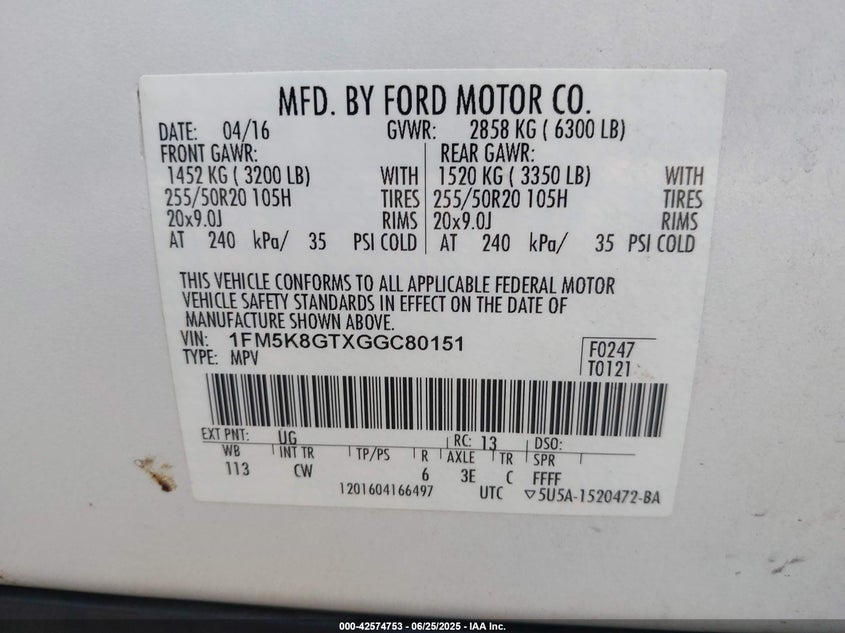 MFD. BY FORD MOTOR CO.
DATE: 04/16 GVWR: 2858 KG ( 6300 LB)
FRONT GAWR: REAR GAWR:
1452 KG ( 3200 LB) WITH 1520 KG ( 3350 LB) WITH
255/50R20 105H TIRES 255/50R20 105H TIRES
20x9.0J RIMS 20x9.0J RIMS
AT 240 kPa/ 35 PSI COLD AT 240 kPa/ 35 PSI COLD
THIS VEHICLE CONFORMS TO ALL APPLICABLE FEDERAL MOTOR
VEHICLE SAFETY STANDARDS IN EFFECT ON THE DATE OF
MANUFACTURE SHOWN ABOVE.
VIN: 1FM5K8GTXGGC80151
TYPE: MPV
F0247
T0121
EXT PNT: UG RC: 13 DSO:
WB INT TR TP/PS R AXLE TR SPR
113 CW 6 3E C FFFF
1201604166497 UTC ▽5U5A-1520472-BA
000-42574753 / 06/25/2025 - IAA Inc.